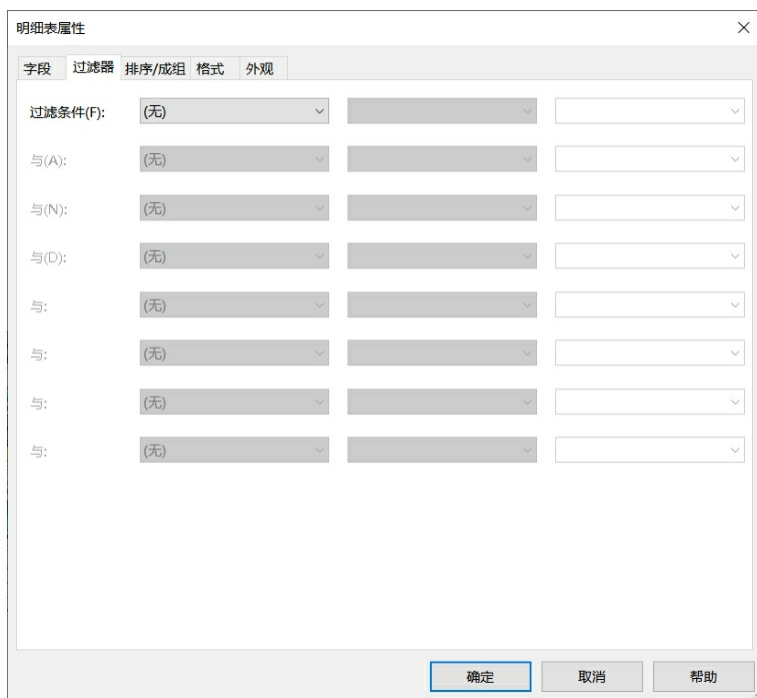 明细表属性
字段 过滤器 排序/成组 格式 外观
过滤条件(F): (无)
与(A): (无)
与(N): (无)
与(D): (无)
与: (无)
与: (无)
与: (无)
与: (无)
确定 取消 帮助